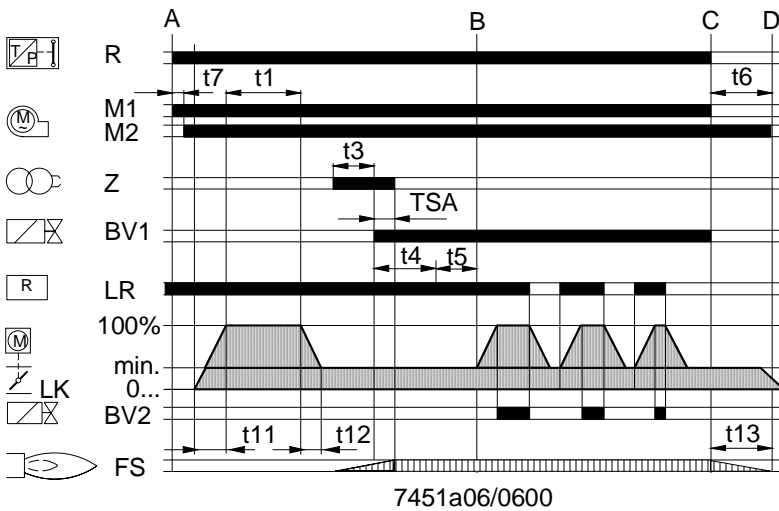 A B C D
T/P R
t7 t1 t6
M1
M ~ M2
t3
Z
TSA
BV1
t4 t5
R LR
100%
M
min.
LK 0...
BV2
t11 t12 t13
FS
7451a06/0600